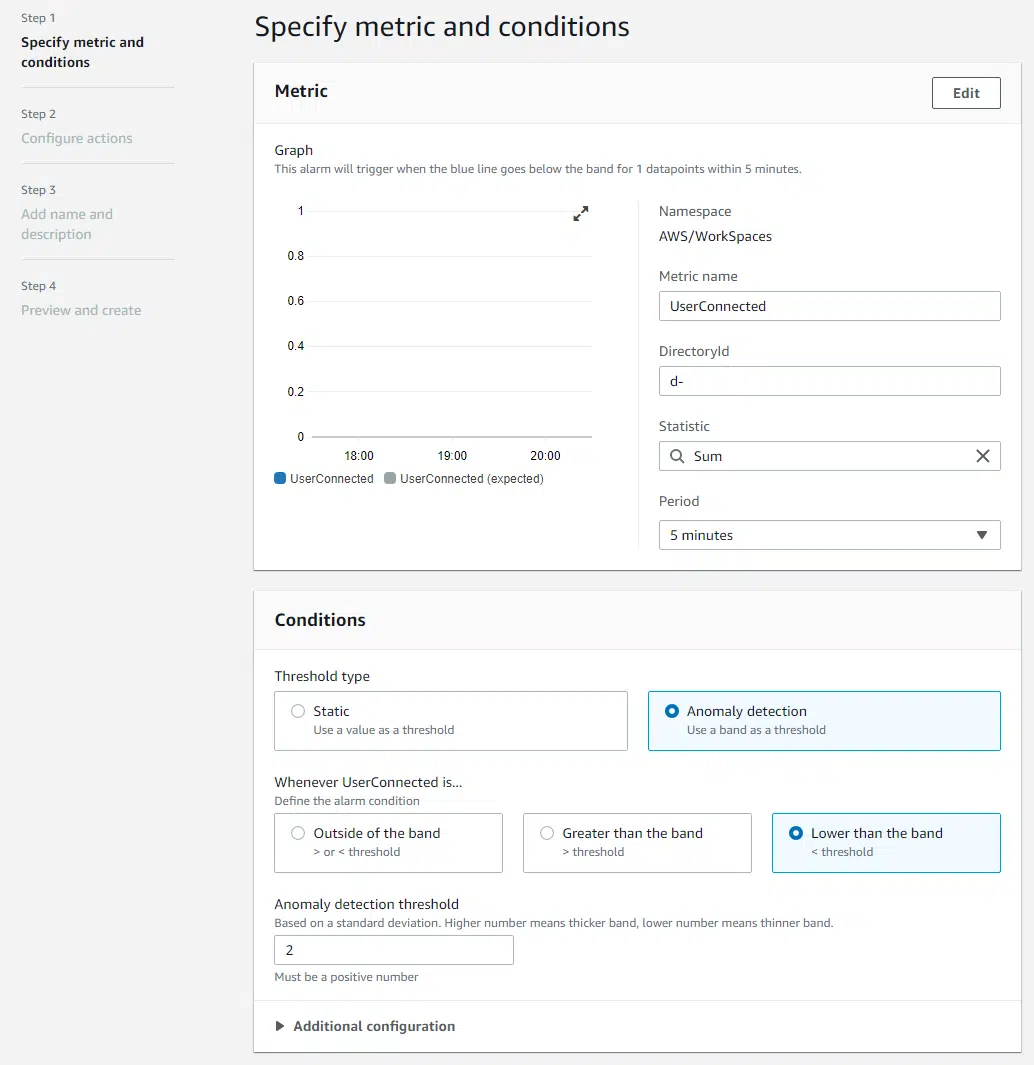 Step 1
Specify metric and
conditions
Step 2
Configure actions
Step 3
Add name and
description
Step 4
Preview and create
Specify metric and conditions
Metric
Edit
Graph
This alarm will trigger when the blue line goes below the band for 1 datapoints within 5 minutes.
1
0.8
0.6
0.4
0.2
0
18:00 19:00 20:00
UserConnected UserConnected (expected)
Namespace
AWS/WorkSpaces
Metric name
UserConnected
DirectoryId
d-
Statistic
Sum
Period
5 minutes
Conditions
Threshold type
Static
Use a value as a threshold
Anomaly detection
Use a band as a threshold
Whenever UserConnected is...
Define the alarm condition
Outside of the band
> or < threshold
Greater than the band
> threshold
Lower than the band
< threshold
Anomaly detection threshold
Based on a standard deviation. Higher number means thicker band, lower number means thinner band.
2
Must be a positive number
Additional configuration